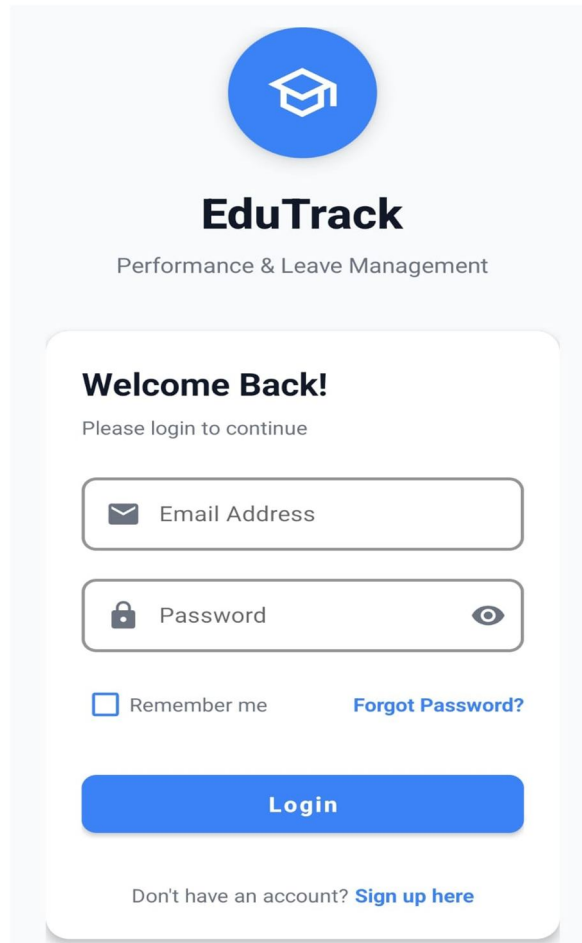 EduTrack
Performance & Leave Management
Welcome Back!
Please login to continue
Email Address
Password
Remember me Forgot Password?
Login
Don't have an account? Sign up here